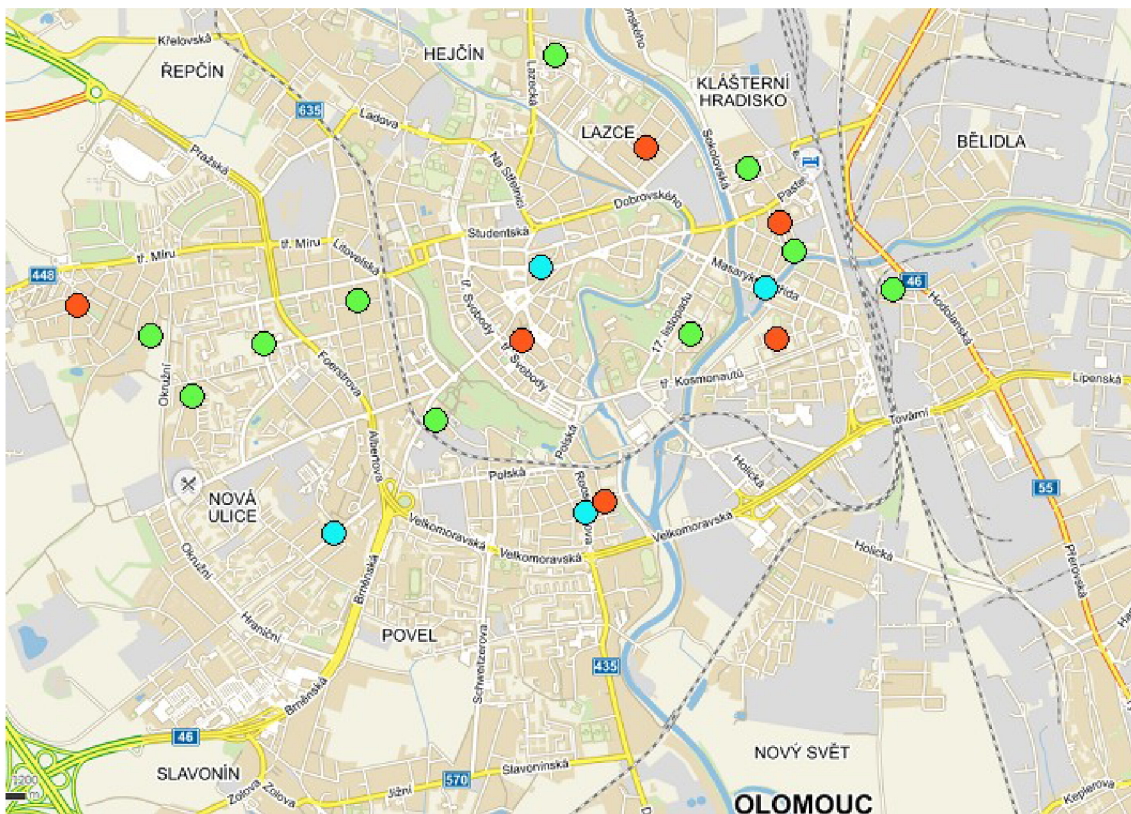 Křelovská
ŘEPČÍN
HEJČÍN
Lazecká
KLÁŠTERNÍ
HRADISKO
635
Ladova
LAZCE
Sokolovská
BĚLIDLA
Pražská
Na Střelnici
Dobrovského
Studentská
tř. Míru
tř. Míru
Litovelská
448
46
Hodolanská
tř. Svobody
tř. Svobody
17. listopadu
Okružní
Foerstrova
tř. Kosmonautů
Lipenská
Tovární
Albertova
Polská
Polská
Holická
55
NOVÁ
ULICE
Velkomoravská
Velkomoravská
Velkomoravská
Holická
Okružní
Brněnská
Přerovská
Hraniční
POVEL
Schweitzerova
435
Brněnská
46
SLAVONÍN
570
Slavonínská
NOVÝ SVĚT
Zolova
Zolova
Jižní
OLOMOUC
Keplerova